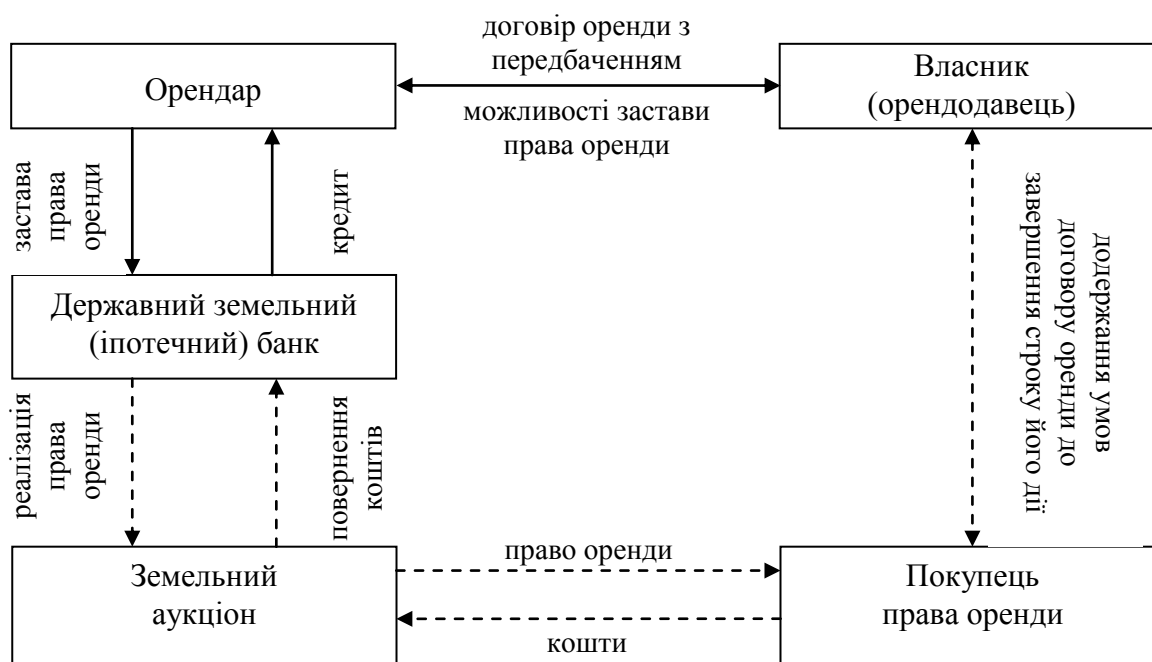 договір оренди з
передбаченням
можливості застави
права оренди
Орендар
Власник
(орендодавець)
застава
права
оренди
кредит
додержання умов
договору оренди до
завершення строку його дії
Державний земельний
(іпотечний) банк
реалізація
права
оренди
повернення
коштів
право оренди
кошти
Земельний
аукціон
Покупець
права оренди